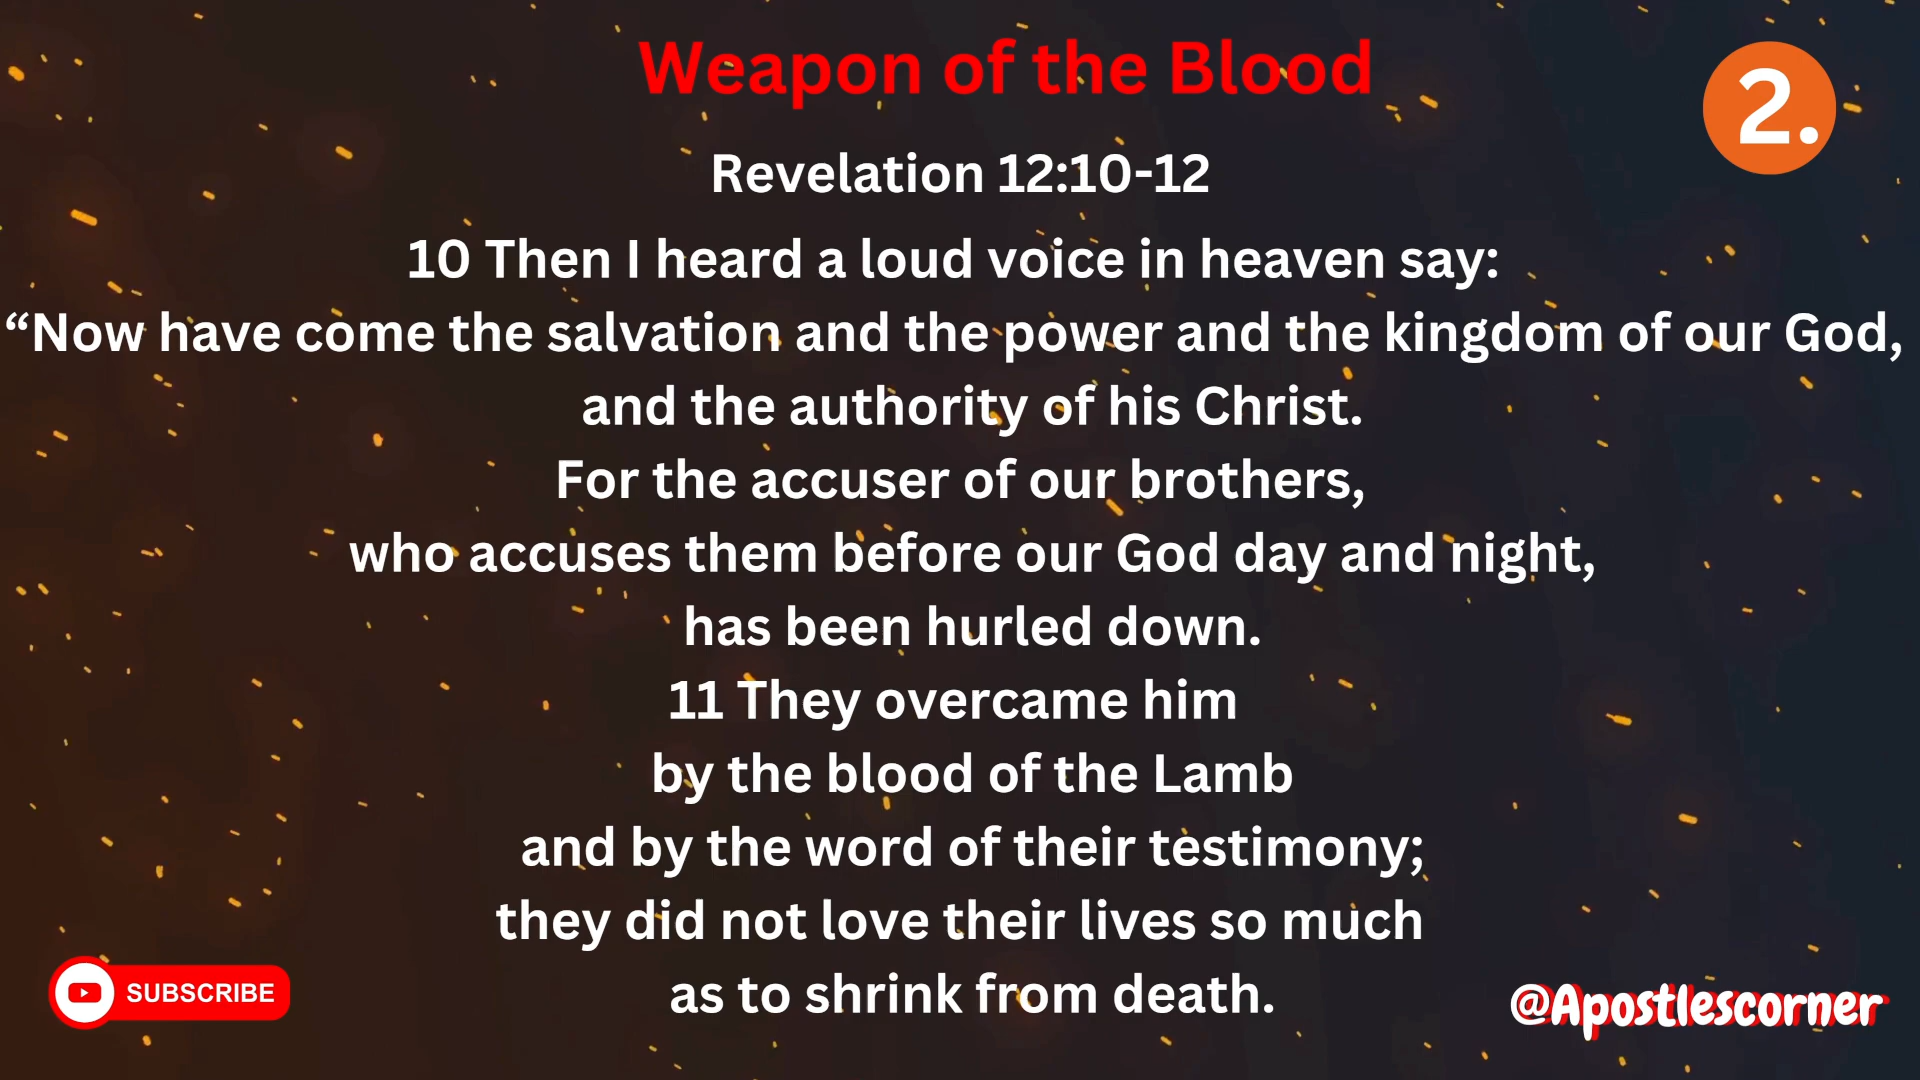 Weapon of the Blood
2.
Revelation 12:10-12
10 Then I heard a loud voice in heaven say:
“Now have come the salvation and the power and the kingdom of our God,
and the authority of his Christ.
For the accuser of our brothers,
who accuses them before our God day and night,
has been hurled down.
11 They overcame him
by the blood of the Lamb
and by the word of their testimony;
they did not love their lives so much
as to shrink from death.
SUBSCRIBE
@Apostlescorner